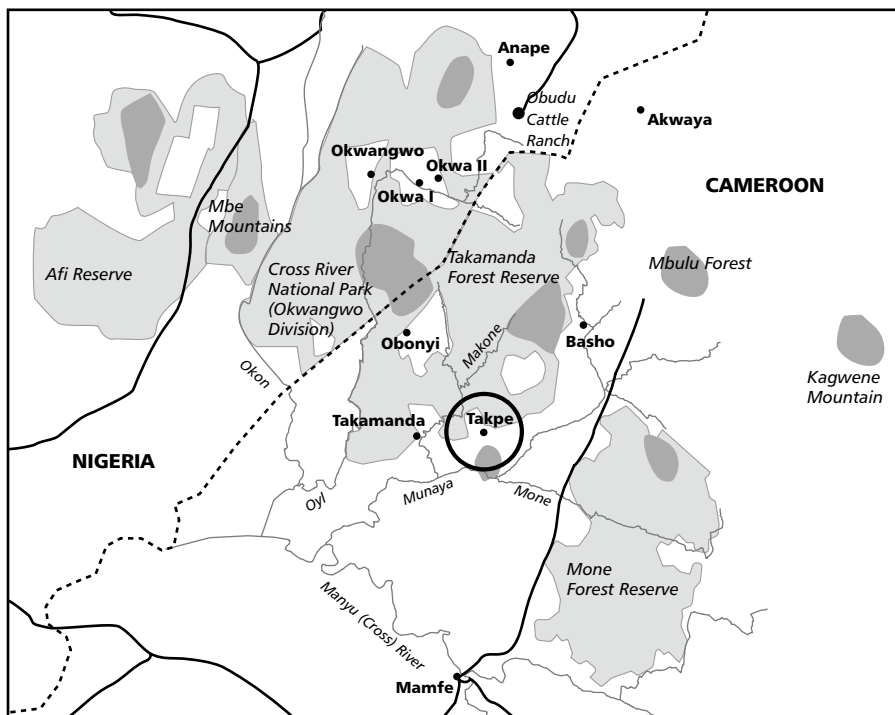 Anape
Obudu
Cattle
Ranch
Akwaya
Okwangwo
Okwa II
Okwa I
CAMEROON
Mbe
Mountains
Afi Reserve
Cross River
National Park
(Okwangwo
Division)
Takamanda
Forest Reserve
Mbulu Forest
Obonyi
Makone
Basho
Okon
Kagwene
Mountain
Takamanda
Takpe
NIGERIA
Oyl
Munaya
Mone
Mone
Forest Reserve
Manyu (Cross) River
Mamfe